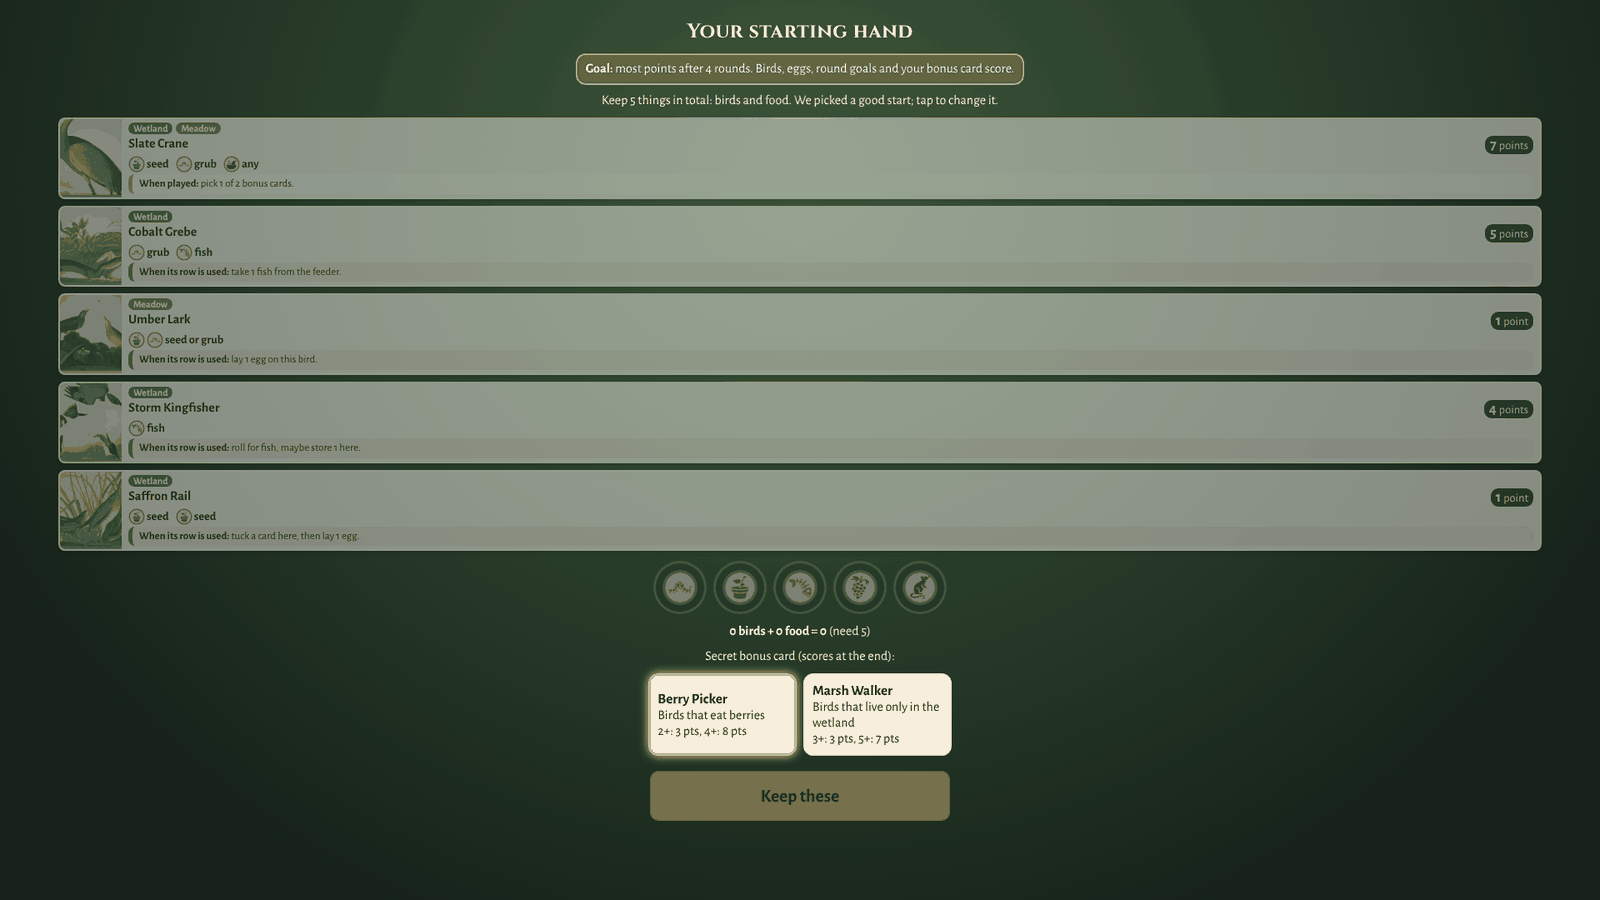 Your starting hand
Goal: most points after 4 rounds. Birds, eggs, round goals and your bonus card score.
Keep 5 things in total: birds and food. We picked a good start; tap to change it.
Wetland Meadow
Slate Crane
7 points
seed grub any
When played: pick 1 of 2 bonus cards.
Wetland
Cobalt Grebe
5 points
grub fish
When its row is used: take 1 fish from the feeder.
Meadow
Umber Lark
1 point
seed or grub
When its row is used: lay 1 egg on this bird.
Wetland
Storm Kingfisher
4 points
fish
When its row is used: roll for fish, maybe store 1 here.
Wetland
Saffron Rail
1 point
seed seed
When its row is used: tuck a card here, then lay 1 egg.
0 birds + 0 food = 0 (need 5)
Secret bonus card (scores at the end):
Berry Picker
Birds that eat berries
2+: 3 pts, 4+: 8 pts
Marsh Walker
Birds that live only in the
wetland
3+: 3 pts, 5+: 7 pts
Keep these